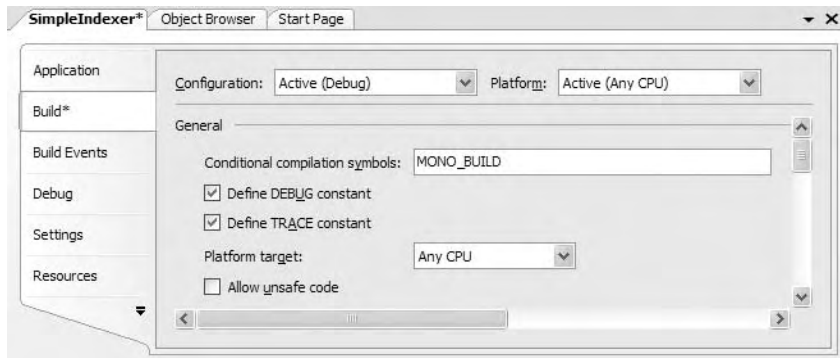 SimpleIndexer* Object Browser Start Page
Application
Build*
Build Events
Debug
Settings
Resources
Configuration: Active (Debug) Platform: Active (Any CPU)
General
Conditional compilation symbols: MONO_BUILD
Define DEBUG constant
Define TRACE constant
Platform target: Any CPU
Allow unsafe code